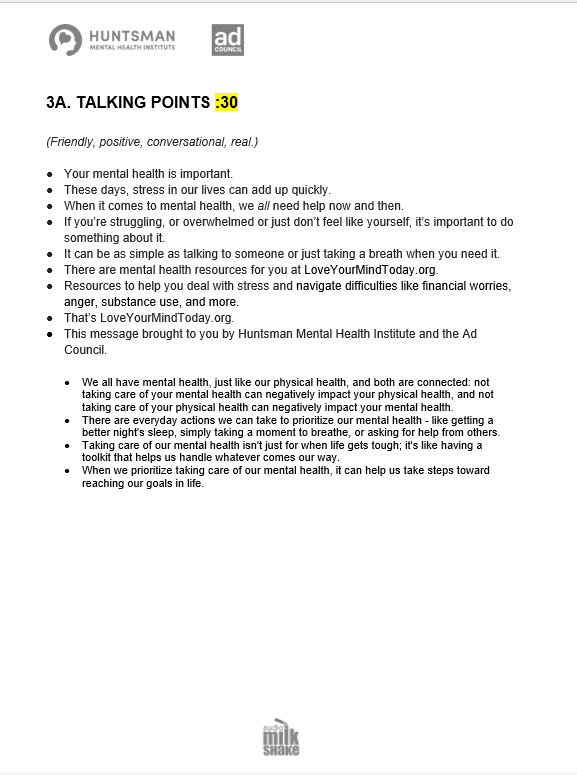 HUNTSMAN
MENTAL HEALTH INSTITUTE
ad
COUNCIL
3A. TALKING POINTS :30
(Friendly, positive, conversational, real.)
● Your mental health is important.
● These days, stress in our lives can add up quickly.
● When it comes to mental health, we all need help now and then.
● If you’re struggling, or overwhelmed or just don’t feel like yourself, it’s important to do
something about it.
● It can be as simple as talking to someone or just taking a breath when you need it.
● There are mental health resources for you at LoveYourMindToday.org.
● Resources to help you deal with stress and navigate difficulties like financial worries,
anger, substance use, and more.
● That’s LoveYourMindToday.org.
● This message brought to you by Huntsman Mental Health Institute and the Ad
Council.
● We all have mental health, just like our physical health, and both are connected: not
taking care of your mental health can negatively impact your physical health, and not
taking care of your physical health can negatively impact your mental health.
● There are everyday actions we can take to prioritize our mental health - like getting a
better night's sleep, simply taking a moment to breathe, or asking for help from others.
● Taking care of our mental health isn't just for when life gets tough; it's like having a
toolkit that helps us handle whatever comes our way.
● When we prioritize taking care of our mental health, it can help us take steps toward
reaching our goals in life.
audio
milk
SHAKE